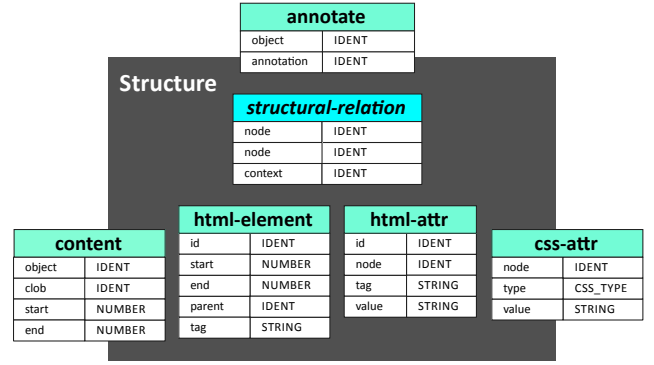 annotate
object IDENT
annotation IDENT
Structure
structural-relation
node IDENT
node IDENT
context IDENT
html-element
id IDENT
start NUMBER
end NUMBER
parent IDENT
tag STRING
html-attr
id IDENT
node IDENT
tag STRING
value STRING
content
object IDENT
clob IDENT
start NUMBER
end NUMBER
css-attr
node IDENT
type CSS_TYPE
value STRING